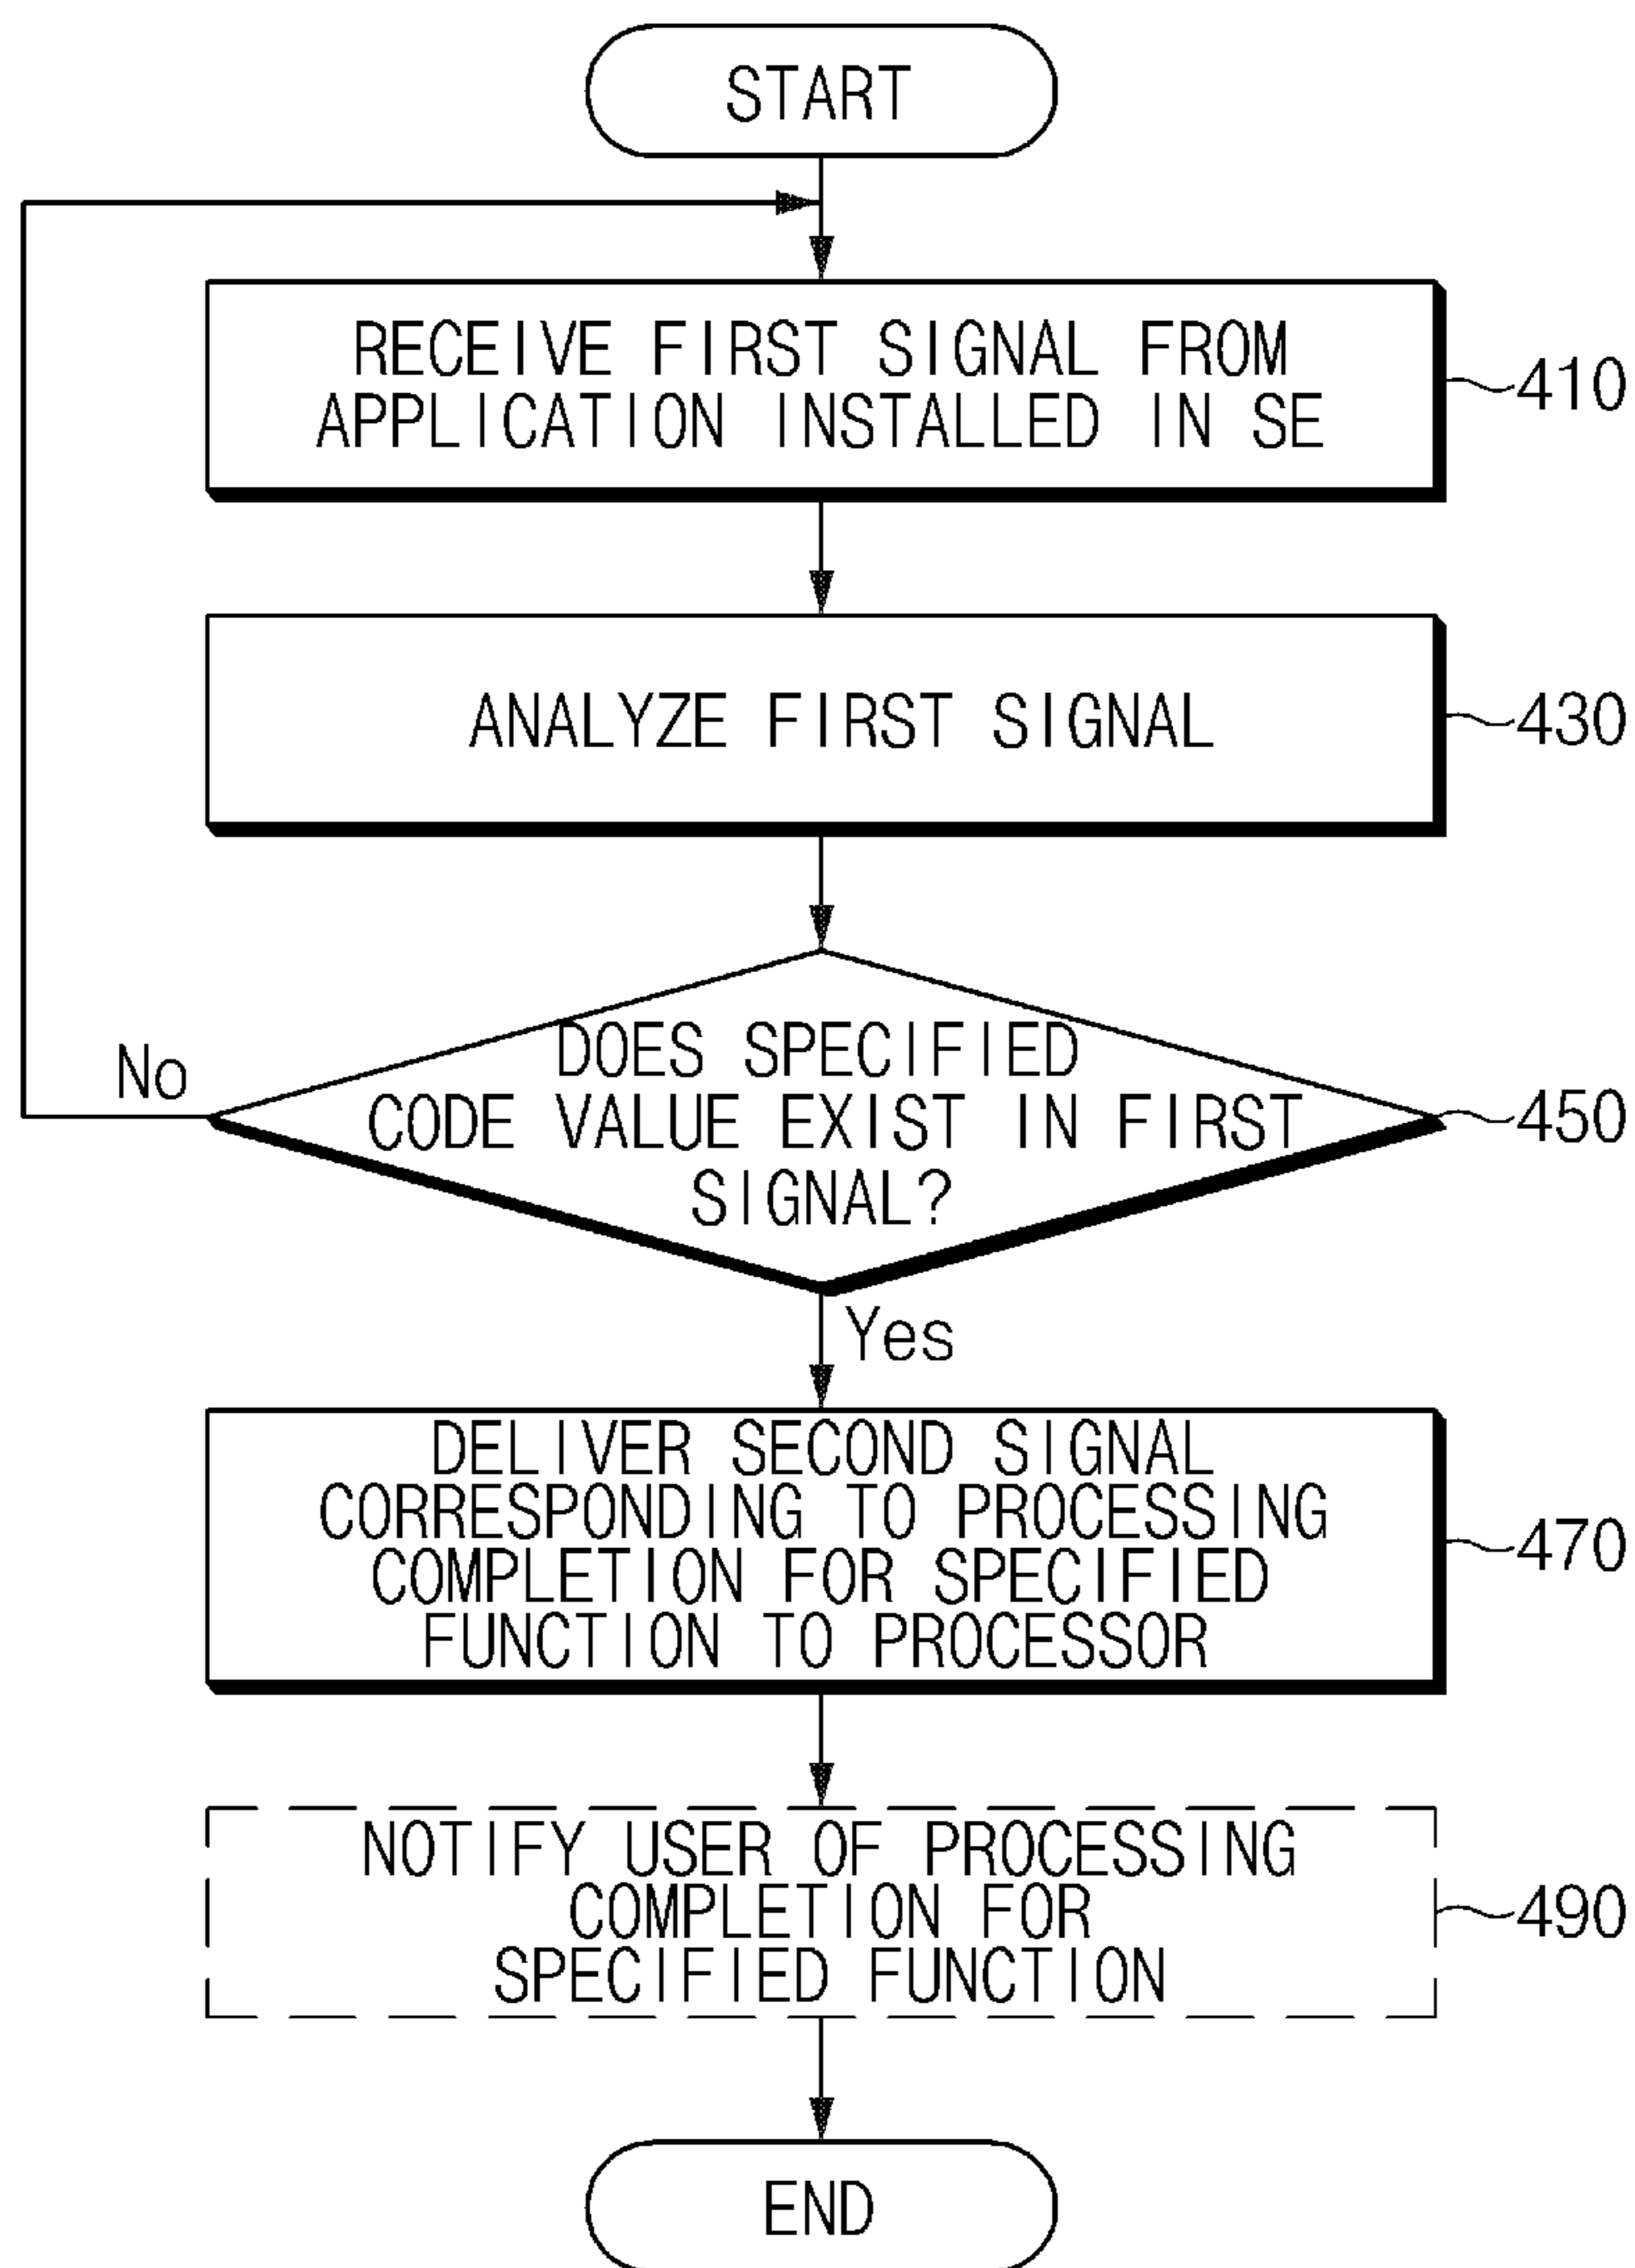 START
RECEIVE FIRST SIGNAL FROM
APPLICATION INSTALLED IN SE
410
ANALYZE FIRST SIGNAL
430
DOES SPECIFIED
CODE VALUE EXIST IN FIRST
SIGNAL?
450
No
Yes
DELIVER SECOND SIGNAL
CORRESPONDING TO PROCESSING
COMPLETION FOR SPECIFIED
FUNCTION TO PROCESSOR
470
NOTIFY USER OF PROCESSING
COMPLETION FOR
SPECIFIED FUNCTION
490
END